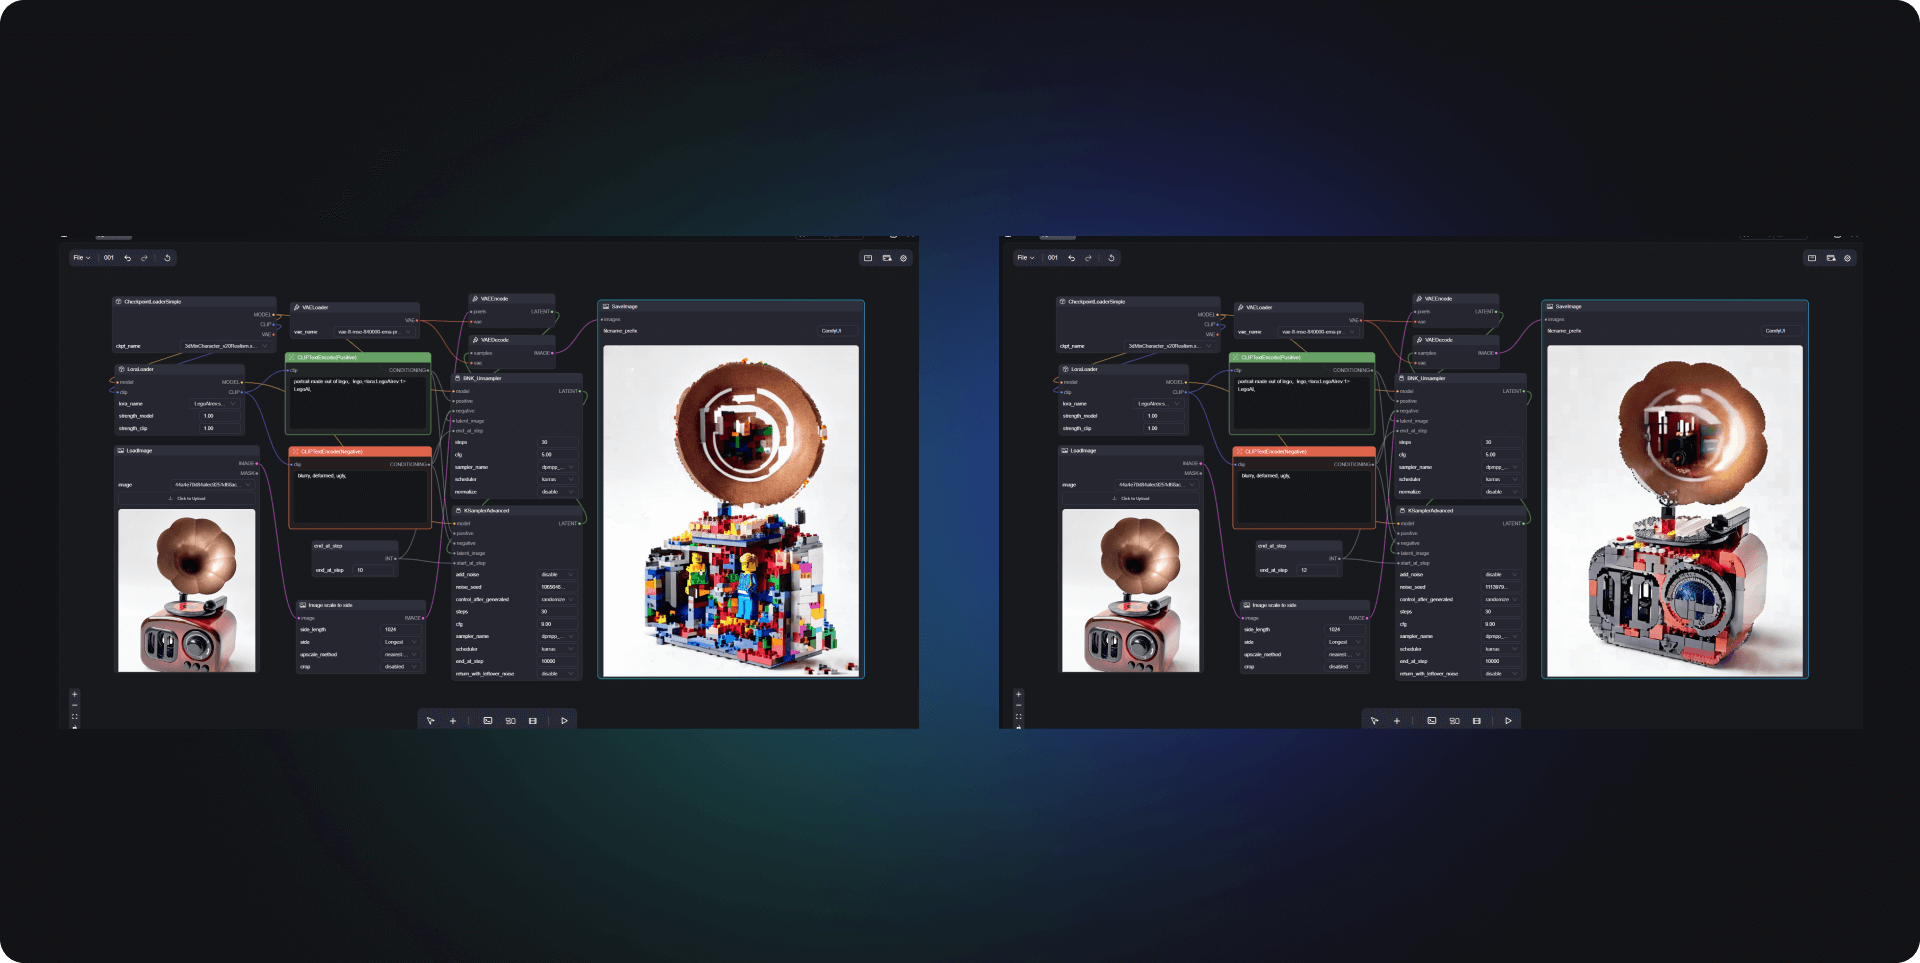 File
001
CheckpointLoaderSimple
MODEL
CLIP
VAE
ckpt_name
3dMixCharacter_v20Realism.s...
LoraLoader
model
MODEL
clip
CLIP
lora_name
strength_model
1.00
strength_clip
1.00
LoadImage
IMAGE
MASK
image
Click to Upload
VAELoader
VAE
vae_name
vae-ft-mse-840000-ema-pr...
CLIPTextEncode(Positive)
clip
CONDITIONING
portrait made out of lego, lego,<lora:LegoAIrev:1>
LegoAI,
CLIPTextEncode(Negative)
clip
CONDITIONING
blurry, deformed, ugly,
end_at_step
INT
end_at_step
10
Image scale to side
image
IMAGE
side_length
1024
side
Longest
upscale_method
nearest ...
crop
disabled
VAEEncode
pixels
LATENT
vae
VAEDecode
samples
IMAGE
vae
BNK_Unsampler
model
LATENT
positive
negative
latent_image
end_at_step
steps
30
cfg
5.00
sampler_name
dpmpp_...
scheduler
karras
normalize
disable
KSamplerAdvanced
model
LATENT
positive
negative
latent_image
start_at_step
add_noise
disable
noise_seed
control_after_generated
randomize
steps
30
cfg
9.00
sampler_name
dpmpp_...
scheduler
karras
end_at_step
10000
return_with_leftover_noise
disable
SaveImage
images
filename_prefix
ComfyUI
File
001
CheckpointLoaderSimple
MODEL
CLIP
VAE
ckpt_name
3dMixCharacter_v20Realism.s...
LoraLoader
model
MODEL
clip
CLIP
lora_name
strength_model
1.00
strength_clip
1.00
LoadImage
IMAGE
MASK
image
Click to Upload
VAELoader
VAE
vae_name
vae-ft-mse-840000-ema-pr...
CLIPTextEncode(Positive)
clip
CONDITIONING
portrait made out of lego, lego,<lora:LegoAIrev:1>
LegoAI,
CLIPTextEncode(Negative)
clip
CONDITIONING
blurry, deformed, ugly,
end_at_step
INT
end_at_step
12
Image scale to side
image
IMAGE
side_length
1024
side
Longest
upscale_method
nearest ...
crop
disabled
VAEEncode
pixels
LATENT
vae
VAEDecode
samples
IMAGE
vae
BNK_Unsampler
model
LATENT
positive
negative
latent_image
end_at_step
steps
30
cfg
5.00
sampler_name
dpmpp_...
scheduler
karras
normalize
disable
KSamplerAdvanced
model
LATENT
positive
negative
latent_image
start_at_step
add_noise
disable
noise_seed
control_after_generated
randomize
steps
30
cfg
9.00
sampler_name
dpmpp_...
scheduler
karras
end_at_step
10000
return_with_leftover_noise
disable
SaveImage
images
filename_prefix
ComfyUI